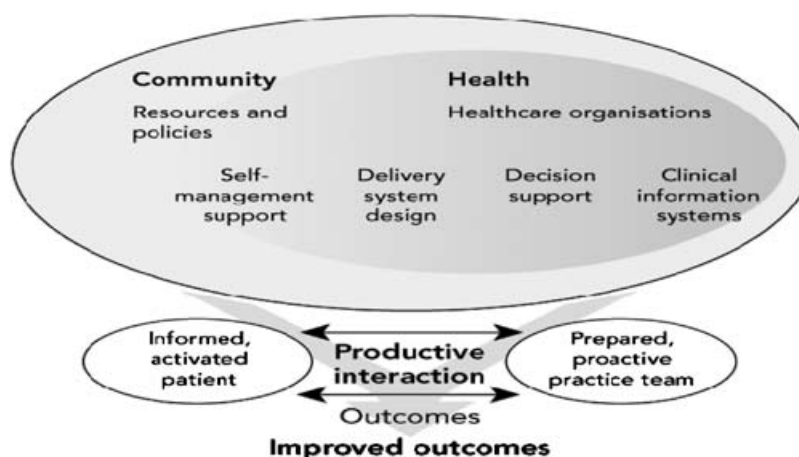 Community
Resources and
policies
Health
Healthcare organisations
Self-
management
support
Delivery
system
design
Decision
support
Clinical
information
systems
Informed,
activated
patient
Productive
interaction
Prepared,
proactive
practice team
Outcomes
Improved outcomes